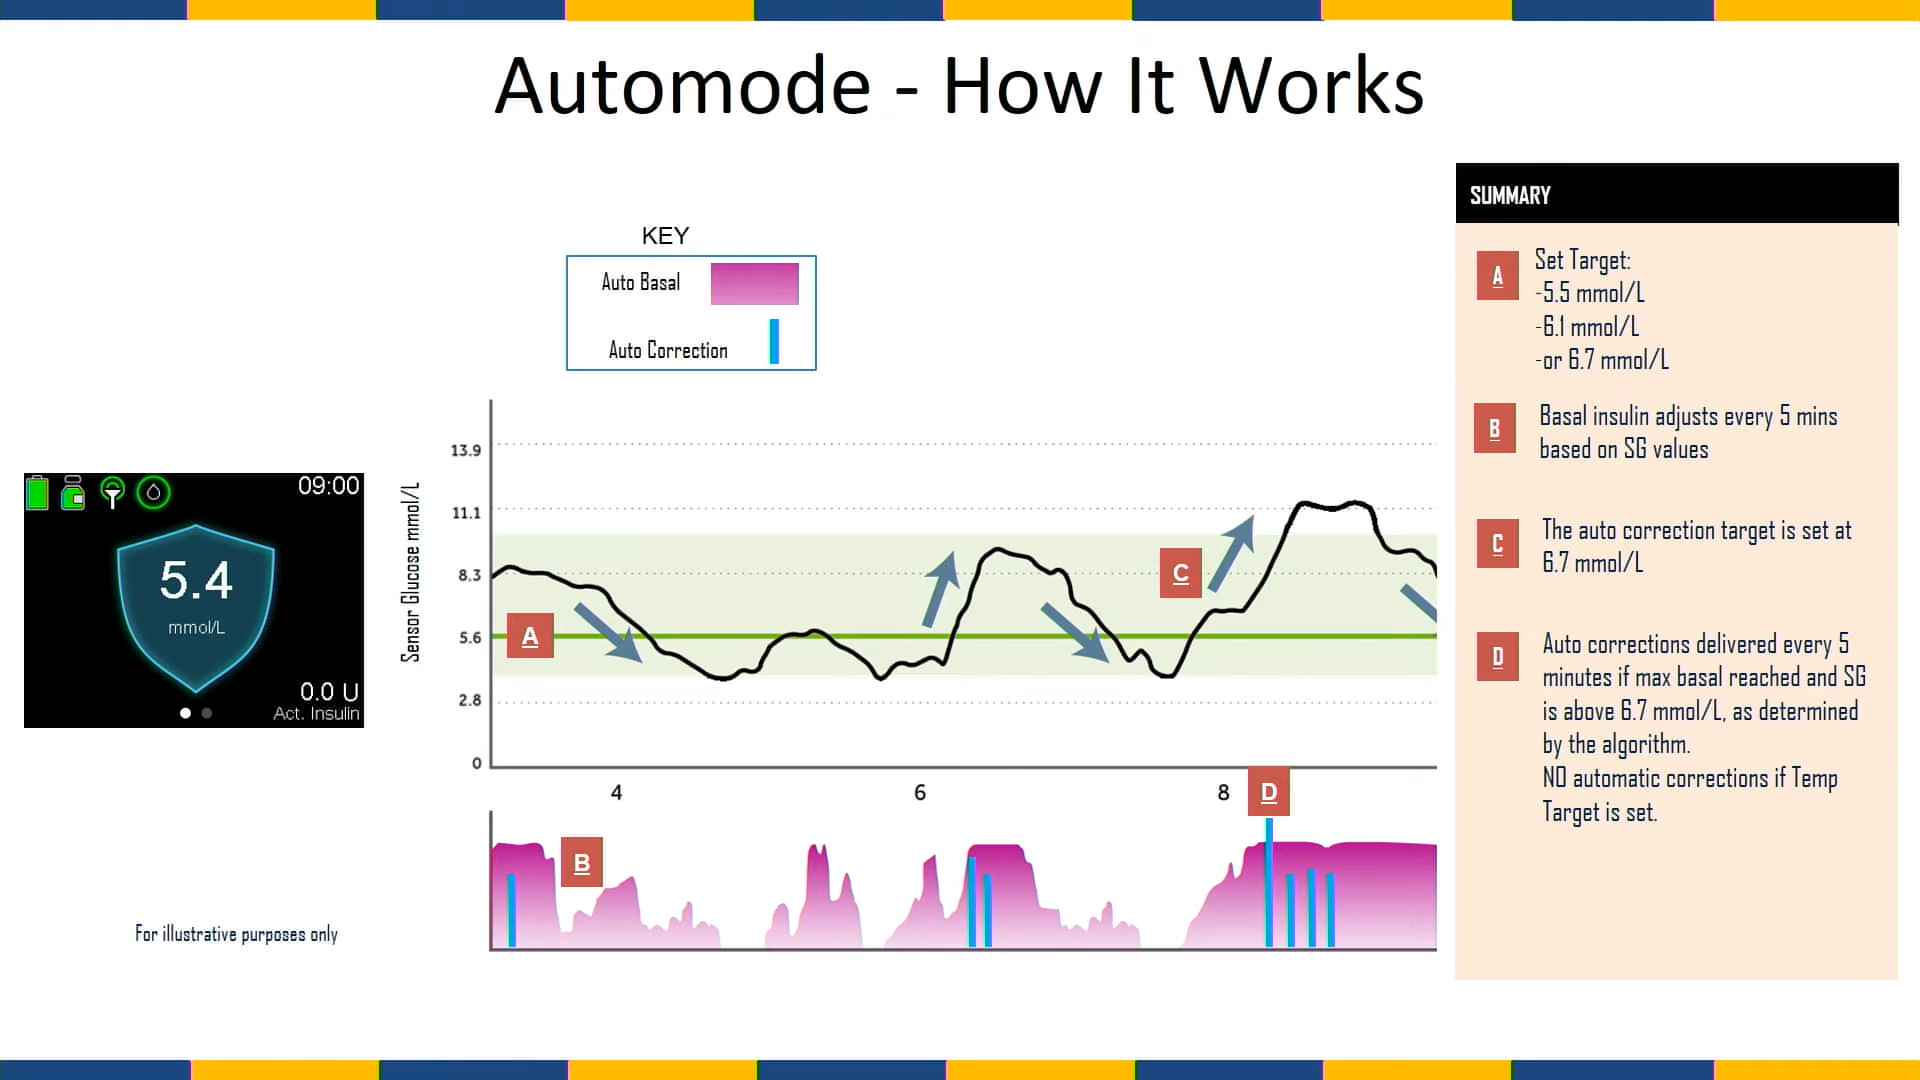 Automode - How It Works
KEY
Auto Basal
Auto Correction
09:00
5.4
mmol/L
0.0 U
Act. Insulin
For illustrative purposes only
Sensor Glucose mmol/L
13.9
11.1
8.3
5.6
2.8
0
4
6
8
A
B
C
D
SUMMARY
A
Set Target:
-5.5 mmol/L
-6.1 mmol/L
-or 6.7 mmol/L
B
Basal insulin adjusts every 5 mins
based on SG values
C
The auto correction target is set at
6.7 mmol/L
D
Auto corrections delivered every 5
minutes if max basal reached and SG
is above 6.7 mmol/L, as determined
by the algorithm.
NO automatic corrections if Temp
Target is set.